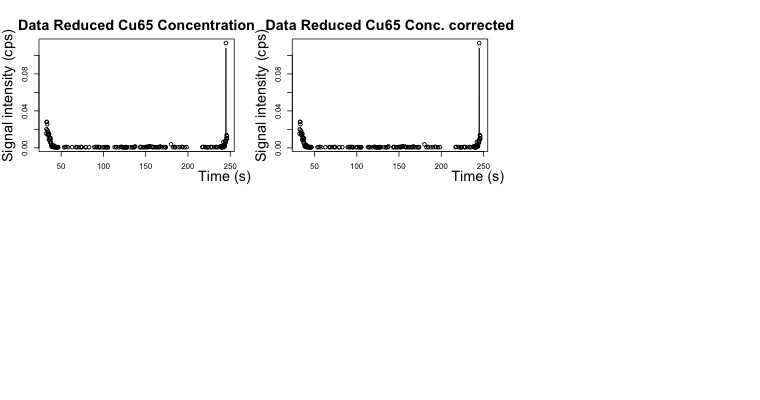 Data Reduced Cu65 Concentration
Signal intensity (cps)
0.00 0.04 0.08
50 100 150 200 250
Time (s)
Data Reduced Cu65 Conc. corrected
Signal intensity (cps)
0.00 0.04 0.08
50 100 150 200 250
Time (s)